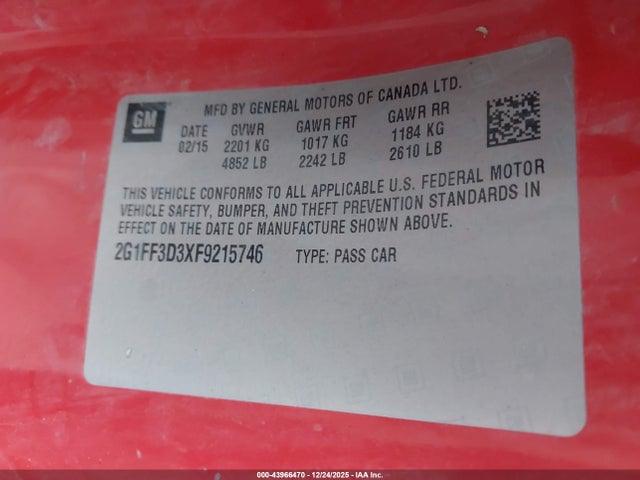 GM
MFD BY GENERAL MOTORS OF CANADA LTD.
DATE GVWR GAWR FRT GAWR RR
02/15 2201 KG 1017 KG 1184 KG
4852 LB 2242 LB 2610 LB
THIS VEHICLE CONFORMS TO ALL APPLICABLE U.S. FEDERAL MOTOR
VEHICLE SAFETY, BUMPER, AND THEFT PREVENTION STANDARDS IN
EFFECT ON THE DATE OF MANUFACTURE SHOWN ABOVE.
2G1FF3D3XF9215746 TYPE: PASS CAR
000-43966470 - 12/24/2025 - IAA Inc.